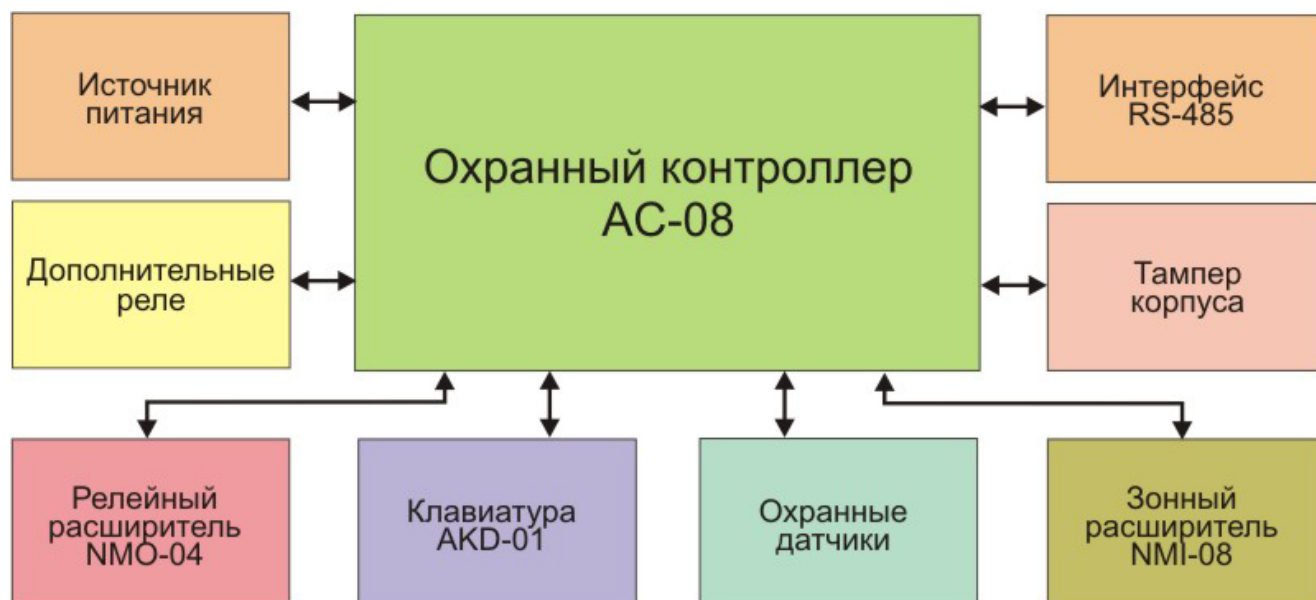 Источник
питания
Охранный контроллер
АС-08
Интерфейс
RS-485
Дополнительные
реле
Тампер
корпуса
Релейный
расширитель
NMO-04
Клавиатура
AKD-01
Охранные
датчики
Зонный
расширитель
NMI-08